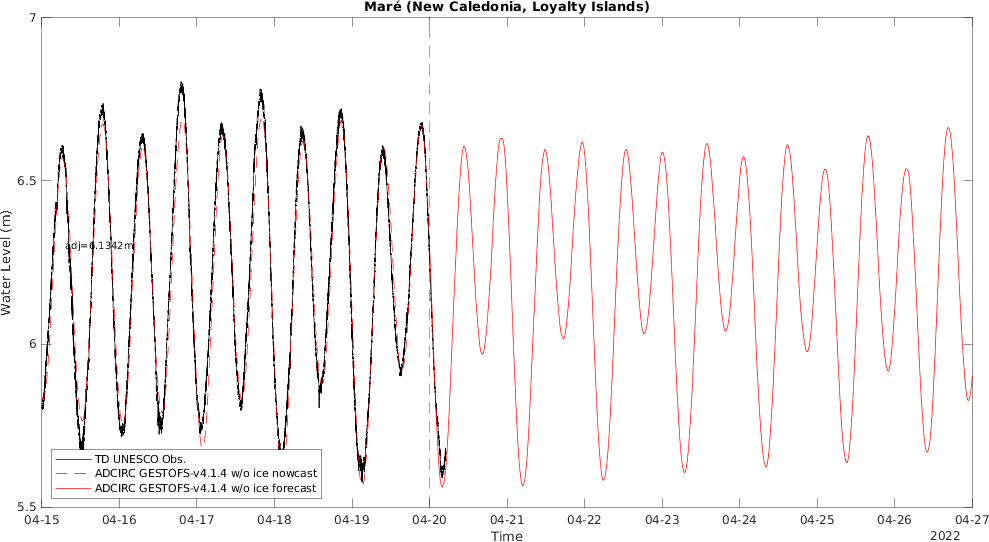 Maré (New Caledonia, Loyalty Islands)
7
6.5
6
5.5
Water Level (m)
adj=6.1342m
TD UNESCO Obs.
ADCIRC GESTOFS-v4.1.4 w/o ice nowcast
ADCIRC GESTOFS-v4.1.4 w/o ice forecast
04-15 04-16 04-17 04-18 04-19 04-20 04-21 04-22 04-23 04-24 04-25 04-26 04-27
Time
2022